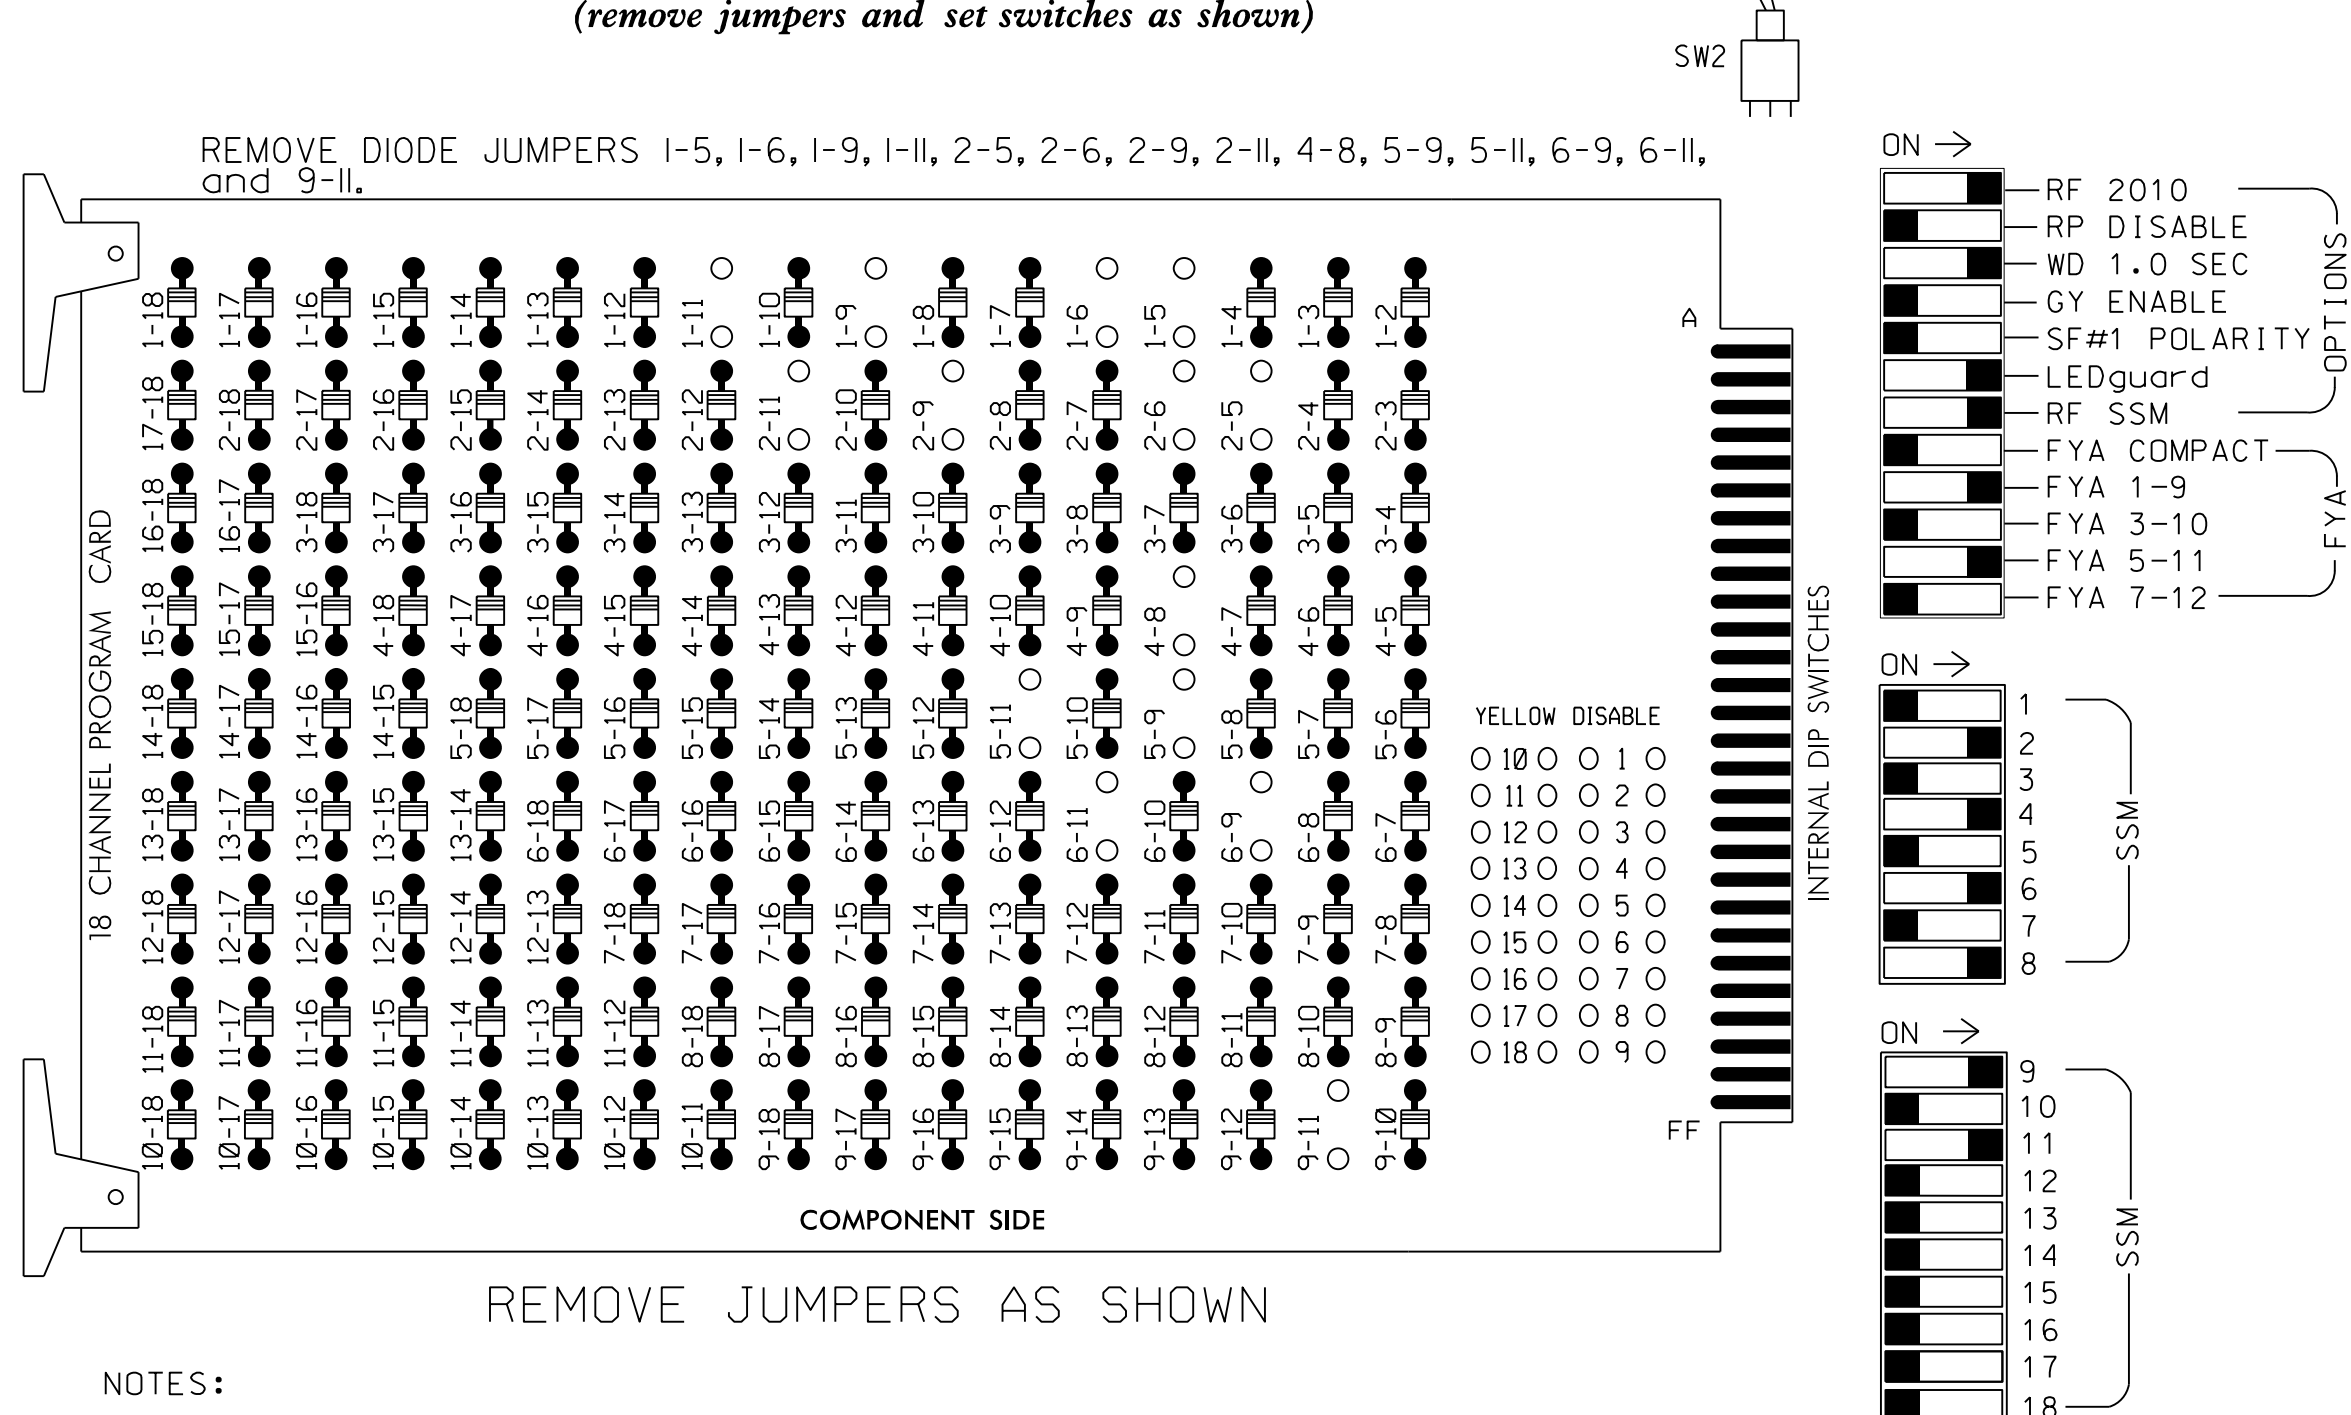 (remove jumpers and set switches as shown)
SW2
REMOVE DIODE JUMPERS 1-5, 1-6, 1-9, 1-11, 2-5, 2-6, 2-9, 2-11, 4-8, 5-9, 5-11, 6-9, 6-11,
and 9-11.
18 CHANNEL PROGRAM CARD
1-18 1-17 1-16 1-15 1-14 1-13 1-12 1-11 1-10 1-9 1-8 1-7 1-6 1-5 1-4 1-3 1-2
17-18 2-18 2-17 2-16 2-15 2-14 2-13 2-12 2-11 2-10 2-9 2-8 2-7 2-6 2-5 2-4 2-3
16-18 16-17 3-18 3-17 3-16 3-15 3-14 3-13 3-12 3-11 3-10 3-9 3-8 3-7 3-6 3-5 3-4
15-18 15-17 15-16 4-18 4-17 4-16 4-15 4-14 4-13 4-12 4-11 4-10 4-9 4-8 4-7 4-6 4-5
14-18 14-17 14-16 14-15 5-18 5-17 5-16 5-15 5-14 5-13 5-12 5-11 5-10 5-9 5-8 5-7 5-6
13-18 13-17 13-16 13-15 13-14 6-18 6-17 6-16 6-15 6-14 6-13 6-12 6-11 6-10 6-9 6-8 6-7
12-18 12-17 12-16 12-15 12-14 12-13 7-18 7-17 7-16 7-15 7-14 7-13 7-12 7-11 7-10 7-9 7-8
11-18 11-17 11-16 11-15 11-14 11-13 11-12 8-18 8-17 8-16 8-15 8-14 8-13 8-12 8-11 8-10 8-9
10-18 10-17 10-16 10-15 10-14 10-13 10-12 10-11 9-18 9-17 9-16 9-15 9-14 9-13 9-12 9-11 9-10
A
FF
YELLOW DISABLE
10 1
11 2
12 3
13 4
14 5
15 6
16 7
17 8
18 9
INTERNAL DIP SWITCHES
COMPONENT SIDE
REMOVE JUMPERS AS SHOWN
NOTES:
ON
RF 2010
RP DISABLE
WD 1.0 SEC
GY ENABLE
SF#1 POLARITY
LEDguard
RF SSM
OPTIONS
FYA COMPACT
FYA 1-9
FYA 3-10
FYA 5-11
FYA 7-12
FYA
ON
1
2
3
4
5
6
7
8
SSM
ON
9
10
11
12
13
14
15
16
17
18
SSM